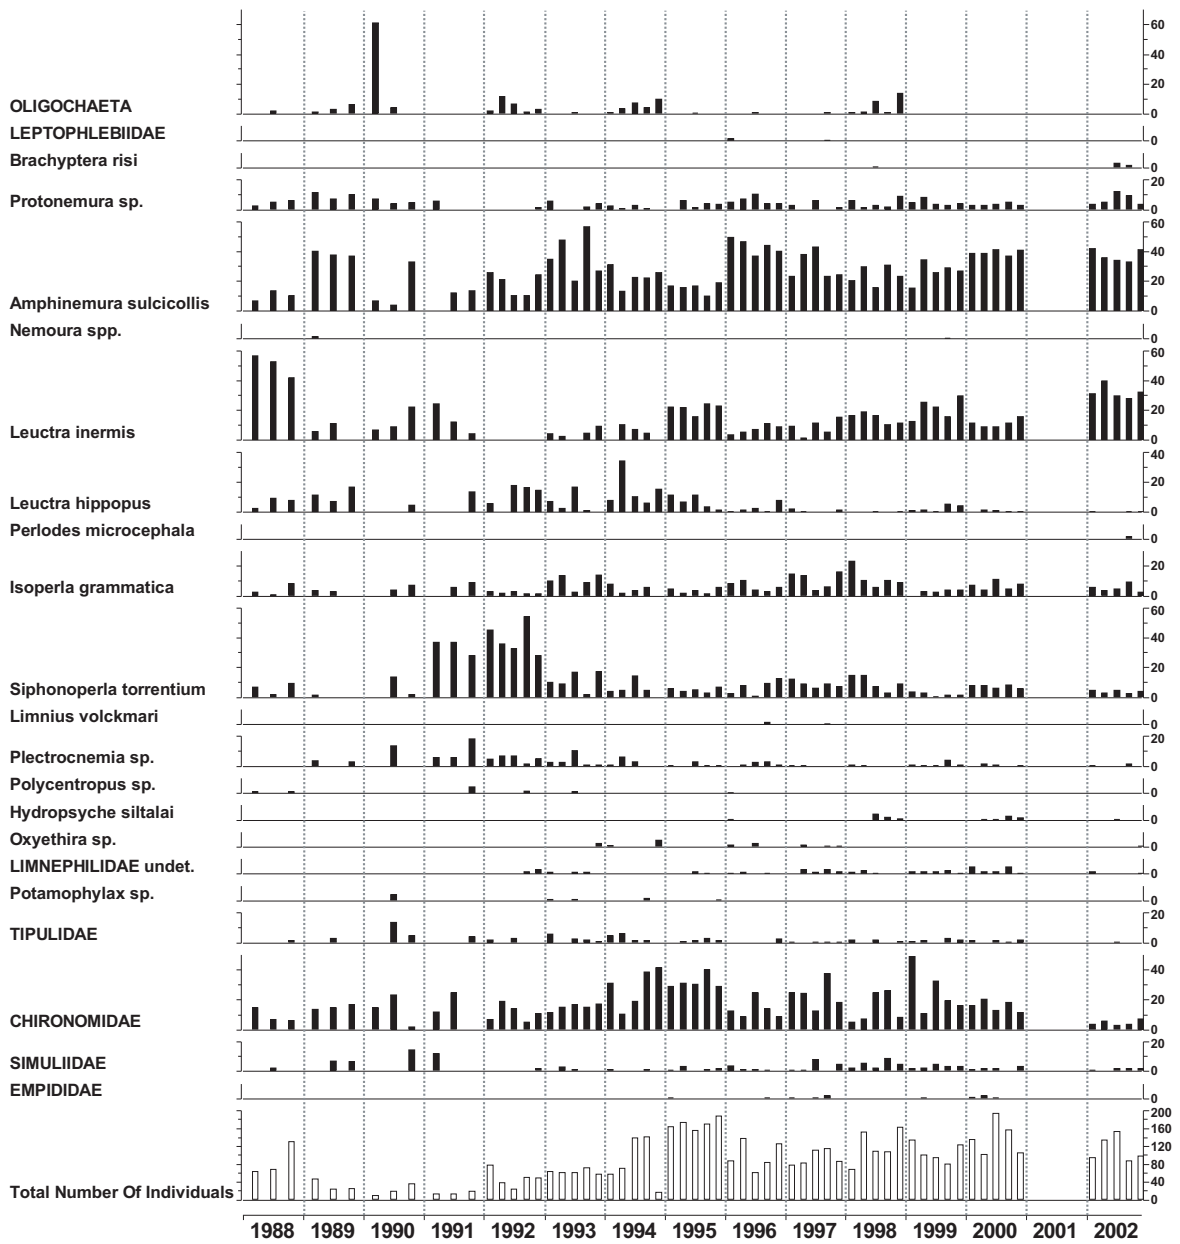 60
40
20
OLIGOCHAETA 0
LEPTOPHLEBIIDAE 0
Brachyptera risi 0
20
Protonemura sp. 0
60
40
20
Amphinemura sulcicollis 0
Nemoura spp. 0
60
40
20
Leuctra inermis 0
40
20
Leuctra hippopus 0
Perlodes microcephala 0
20
Isoperla grammatica 0
60
40
20
Siphonoperla torrentium 0
Limnius volckmari 0
20
Plectrocnemia sp. 0
Polycentropus sp. 0
Hydropsyche siltalai 0
Oxyethira sp. 0
LIMNEPHILIDAE undet. 0
Potamophylax sp. 0
20
TIPULIDAE 0
40
20
CHIRONOMIDAE 0
20
SIMULIIDAE 0
EMPIDIDAE 0
200
160
120
80
40
Total Number Of Individuals 0
1988 1989 1990 1991 1992 1993 1994 1995 1996 1997 1998 1999 2000 2001 2002